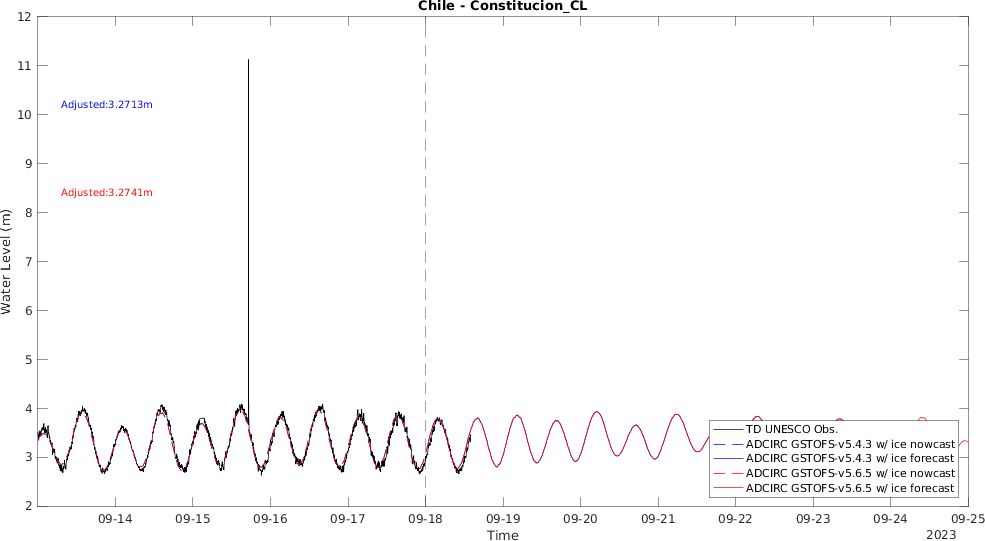 Chile - Constitucion_CL
12
11
10
9
8
7
6
5
4
3
2
Water Level (m)
Adjusted:3.2713m
Adjusted:3.2741m
TD UNESCO Obs.
ADCIRC GSTOFS-v5.4.3 w/ ice nowcast
ADCIRC GSTOFS-v5.4.3 w/ ice forecast
ADCIRC GSTOFS-v5.6.5 w/ ice nowcast
ADCIRC GSTOFS-v5.6.5 w/ ice forecast
09-14 09-15 09-16 09-17 09-18 09-19 09-20 09-21 09-22 09-23 09-24 09-25
Time
2023